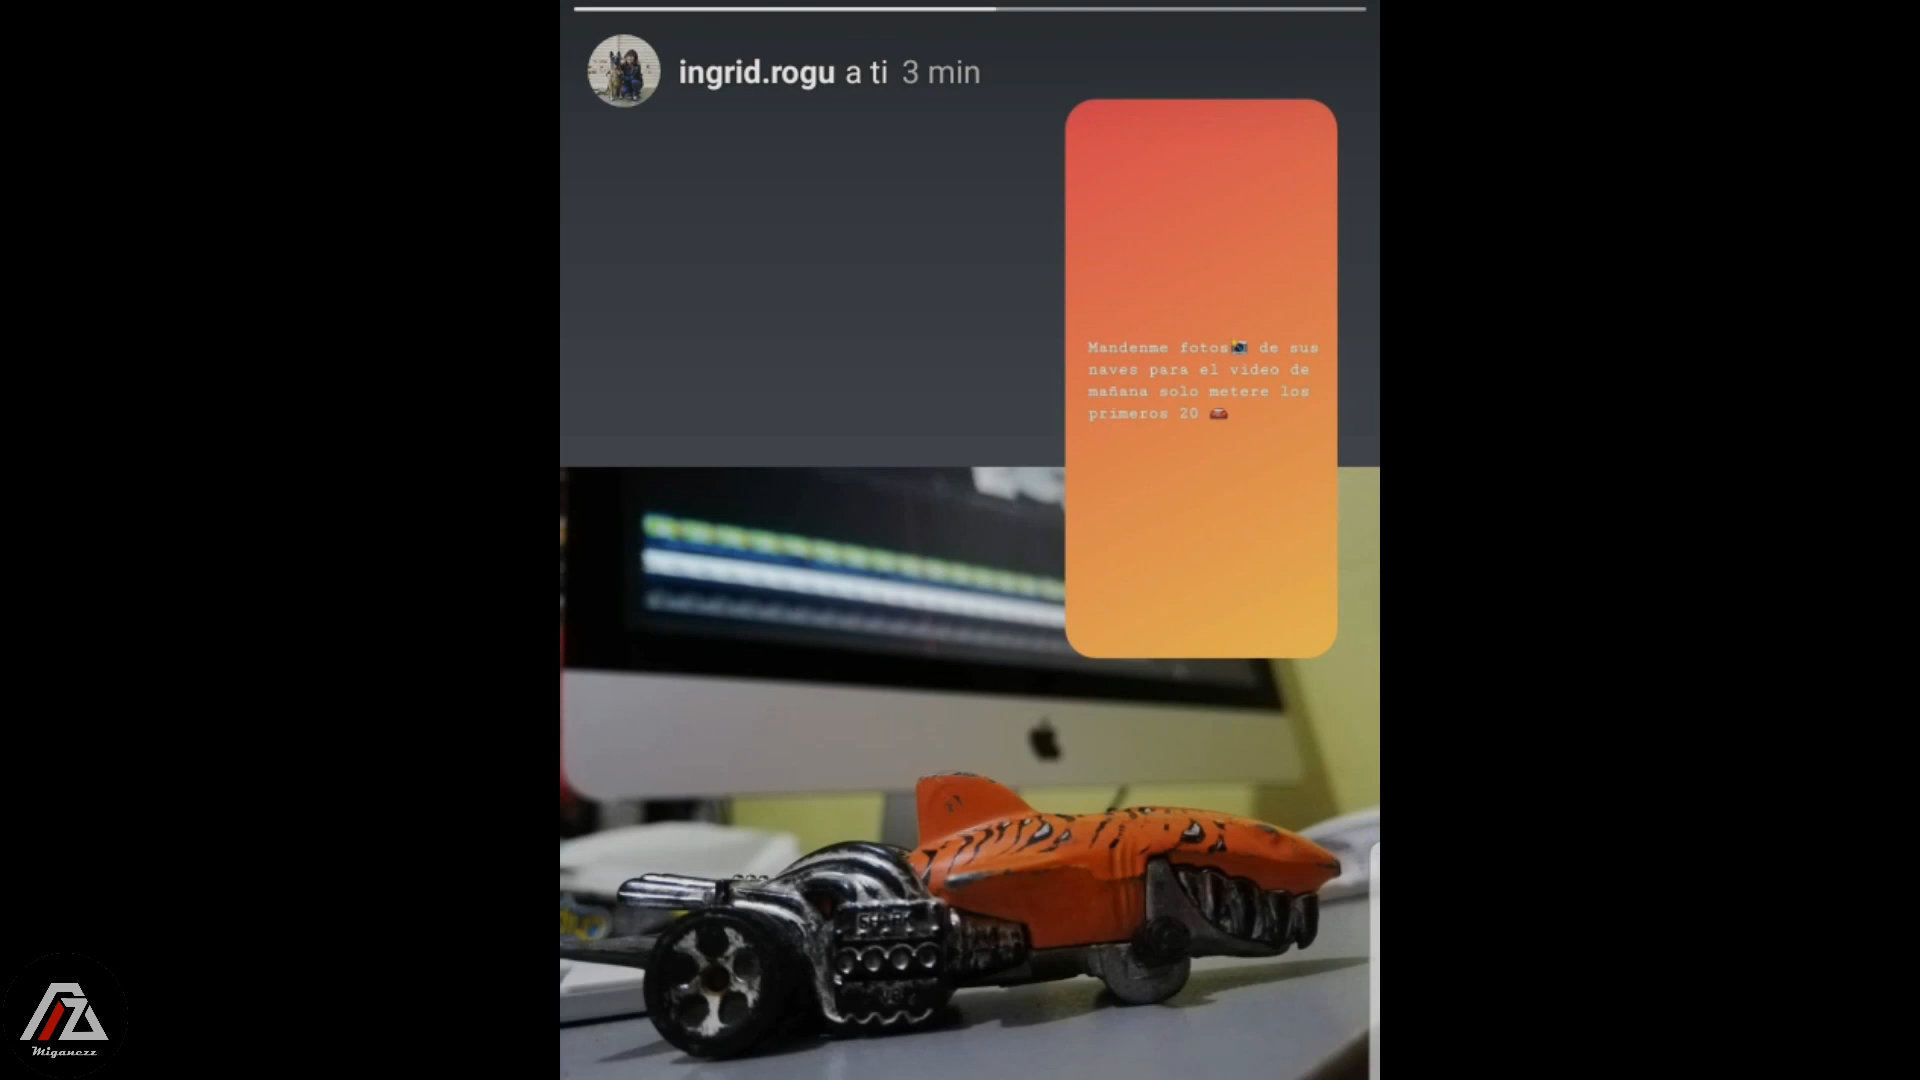 ingrid.rogu a ti 3 min
Mandenme fotos📷 de sus
naves para el video de
mañana solo metere los
primeros 20 🚗
Miganezz